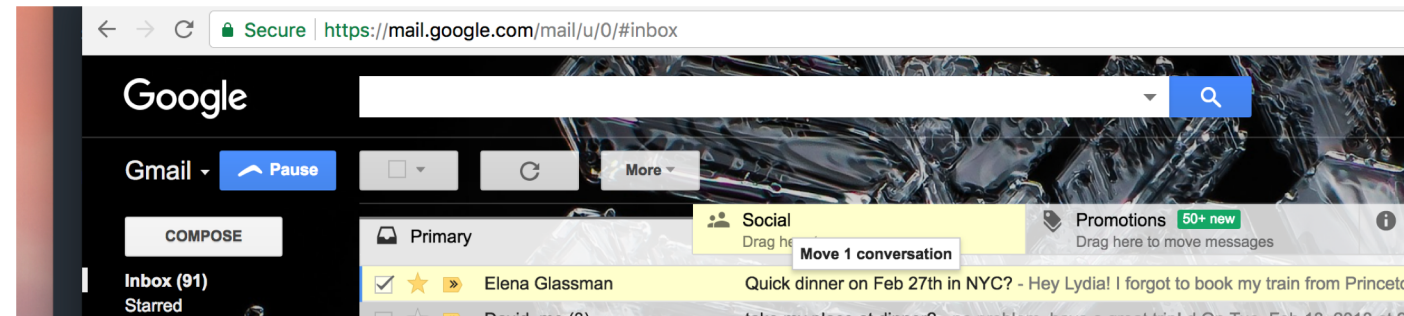 Secure https://mail.google.com/mail/u/0/#inbox
Google
Gmail Pause More
COMPOSE
Primary
Social
Drag
Move 1 conversation
Promotions 50+ new
Drag here to move messages
Inbox (91)
Elena Glassman Quick dinner on Feb 27th in NYC? - Hey Lydia! I forgot to book my train from
Starred